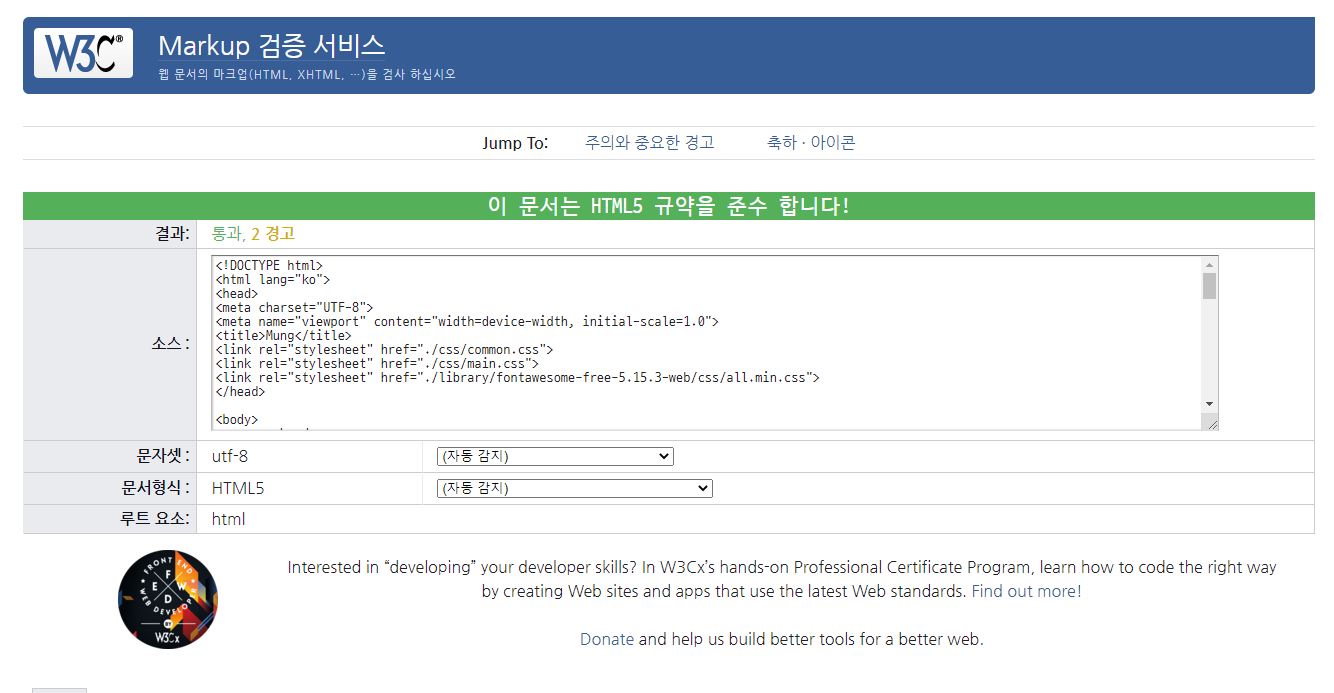 W3C®
Markup 검증 서비스
웹 문서의 마크업(HTML, XHTML, …)을 검사 하십시오
Jump To: 주의와 중요한 경고 축하 · 아이콘
이 문서는 HTML5 규약을 준수 합니다!
결과: 통과, 2 경고
소스 :
<!DOCTYPE html>
<html lang="ko">
<head>
<meta charset="UTF-8">
<meta name="viewport" content="width=device-width, initial-scale=1.0">
<title>Mung</title>
<link rel="stylesheet" href="./css/common.css">
<link rel="stylesheet" href="./css/main.css">
<link rel="stylesheet" href="./library/fontawesome-free-5.15.3-web/css/all.min.css">
</head>
<body>
문자셋 : utf-8 (자동 감지)
문서형식 : HTML5 (자동 감지)
루트 요소: html
FRONT END
F E W D
WEB DEVELOPER
BY
W3Cx
Interested in “developing” your developer skills? In W3Cx’s hands-on Professional Certificate Program, learn how to code the right way
by creating Web sites and apps that use the latest Web standards. Find out more!
Donate and help us build better tools for a better web.